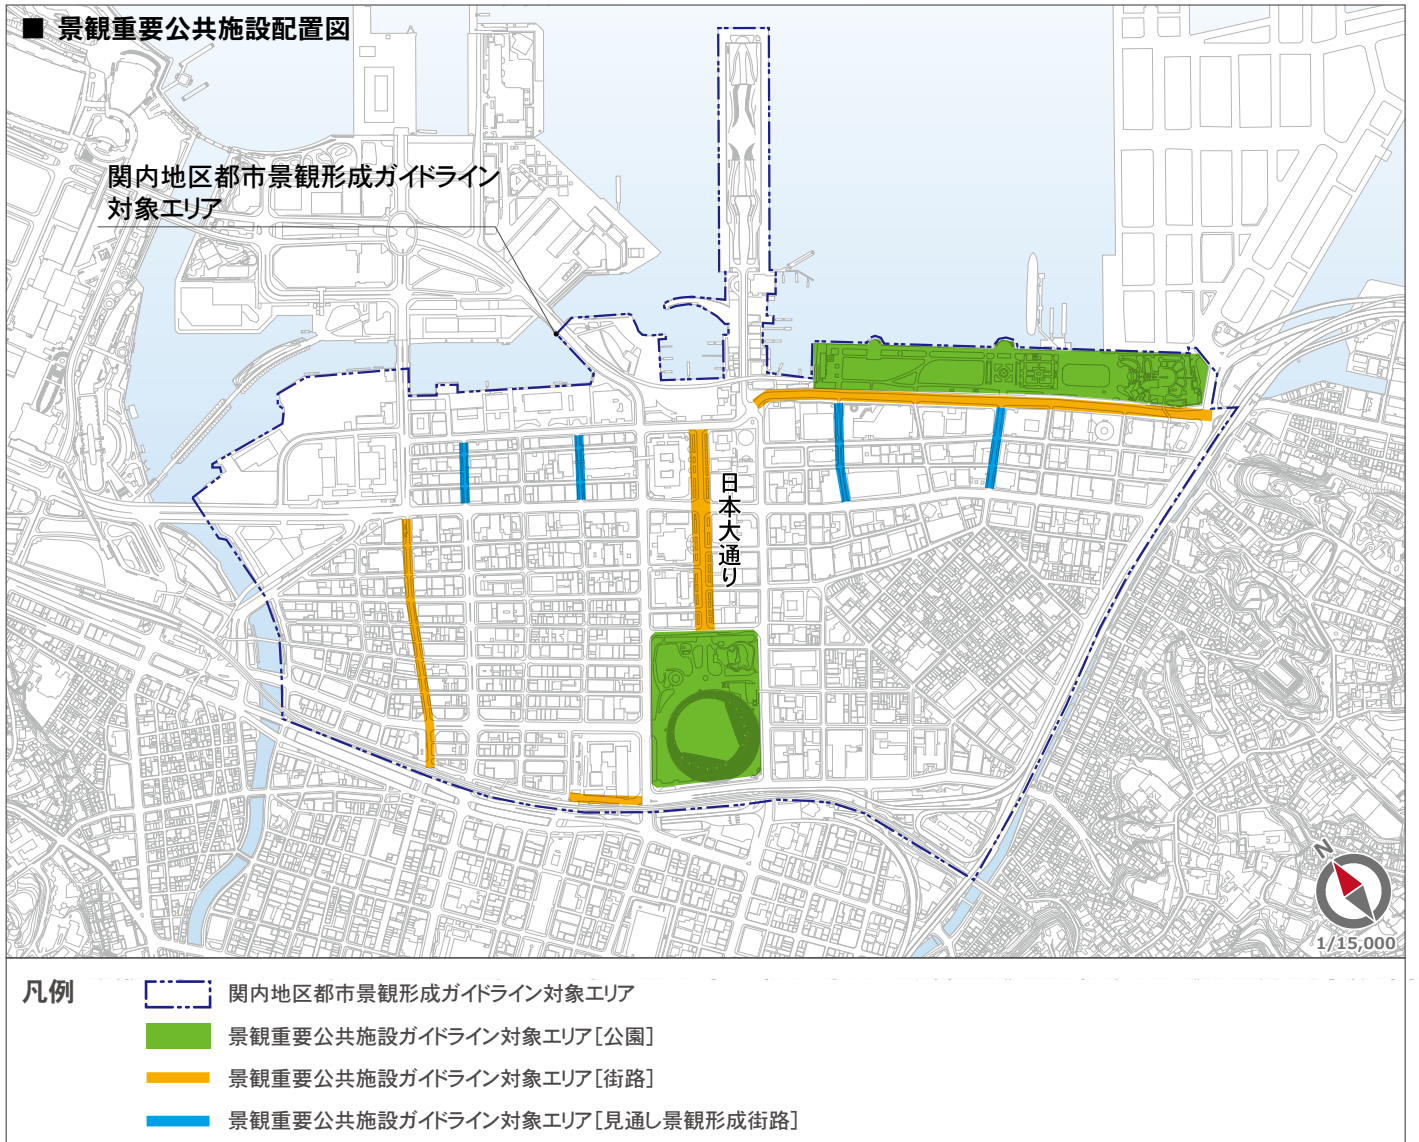 ■ 景観重要公共施設配置図
関内地区都市景観形成ガイドライン
対象エリア
日本大通り
N
1/15,000
凡例
関内地区都市景観形成ガイドライン対象エリア
景観重要公共施設ガイドライン対象エリア[公園]
景観重要公共施設ガイドライン対象エリア[街路]
景観重要公共施設ガイドライン対象エリア[見通し景観形成街路]